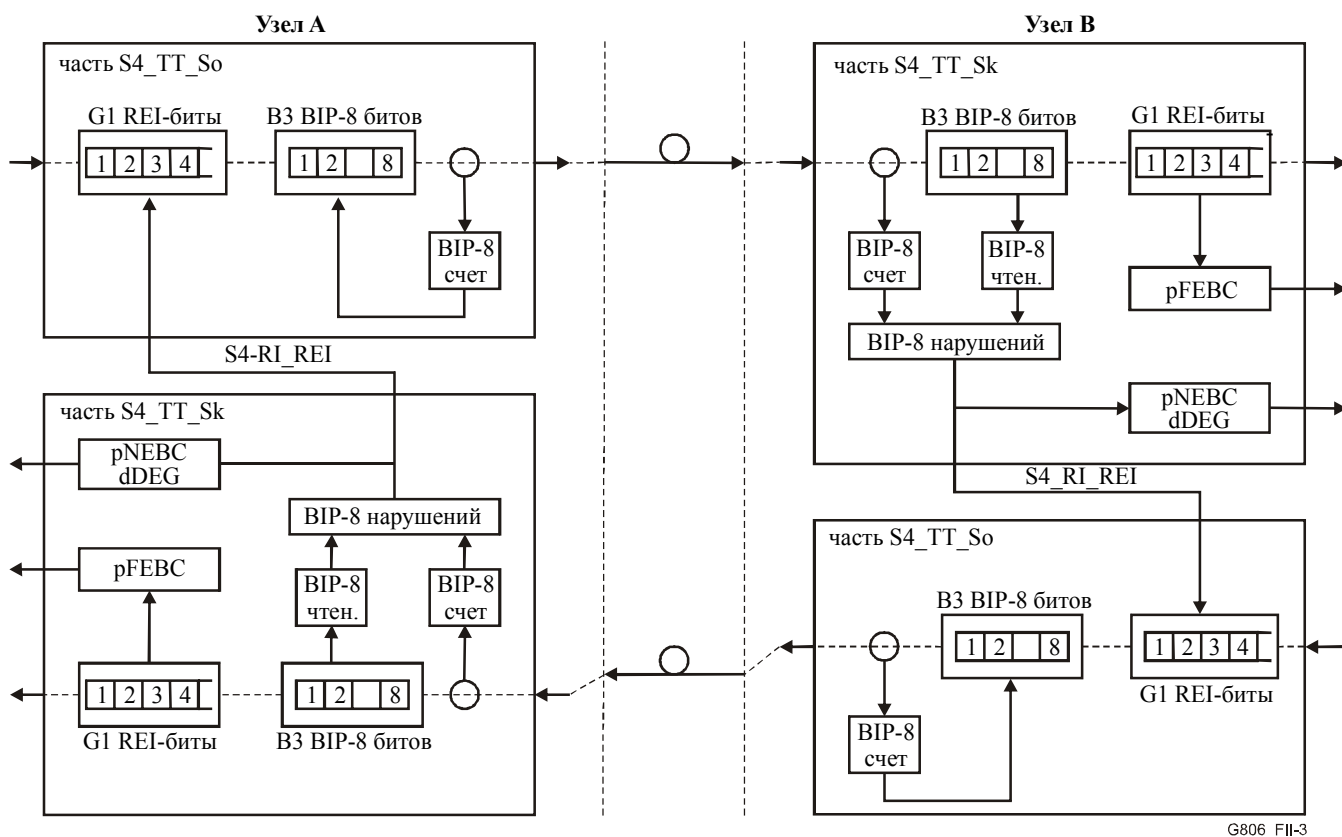 Узел A
Узел B
часть S4_TT_So
G1 REI-биты
B3 BIP-8 битов
1 2 3 4
1 2 8
BIP-8
счет
S4-RI_REI
часть S4_TT_Sk
B3 BIP-8 битов
G1 REI-биты
1 2 8
1 2 3 4
BIP-8
счет
BIP-8
чтен.
pFEBC
BIP-8 нарушений
pNEBC
dDEG
S4_RI_REI
часть S4_TT_Sk
pNEBC
dDEG
BIP-8 нарушений
pFEBC
BIP-8
чтен.
BIP-8
счет
1 2 3 4
1 2 8
G1 REI-биты
B3 BIP-8 битов
часть S4_TT_So
B3 BIP-8 битов
1 2 8
1 2 3 4
G1 REI-биты
BIP-8
счет
G806_FII-3